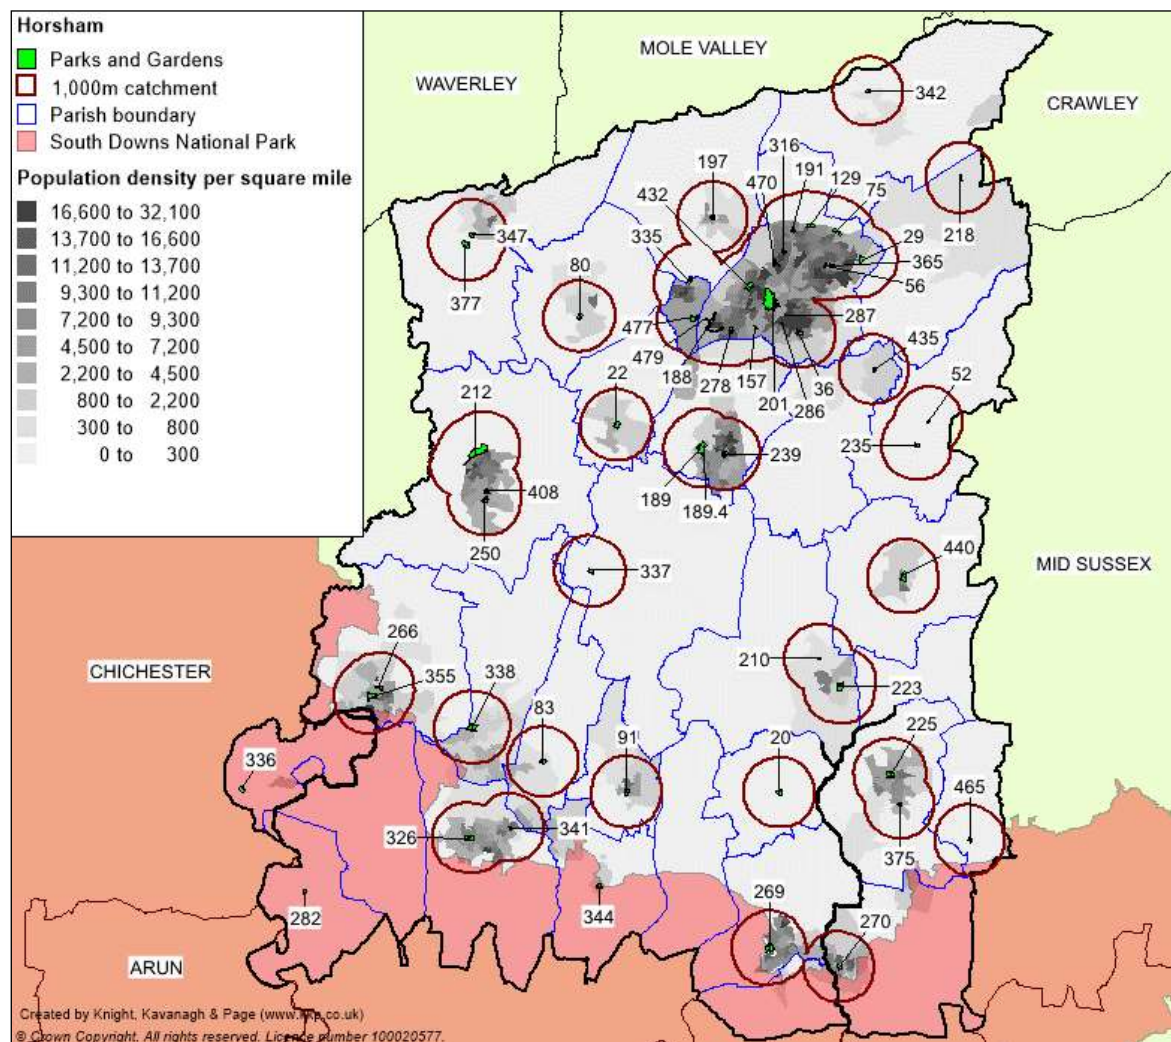 Horsham
Parks and Gardens
1,000m catchment
Parish boundary
South Downs National Park
Population density per square mile
16,600 to 32,100
13,700 to 16,600
11,200 to 13,700
9,300 to 11,200
7,200 to 9,300
4,500 to 7,200
2,200 to 4,500
800 to 2,200
300 to 800
0 to 300
MOLE VALLEY
WAVERLEY
CRAWLEY
342
316
197
470
191
129
75
432
218
347
335
29
365
80
56
377
287
477
435
479
22
52
188
278
157
36
212
201
286
235
239
189
408
189.4
250
440
337
MID SUSSEX
210
266
CHICHESTER
355
338
223
83
91
20
225
336
465
326
341
375
269
282
344
270
ARUN
Created by Knight, Kavanagh & Page (www.kkp.co.uk)
© Crown Copyright. All rights reserved. Licence number 100020577.